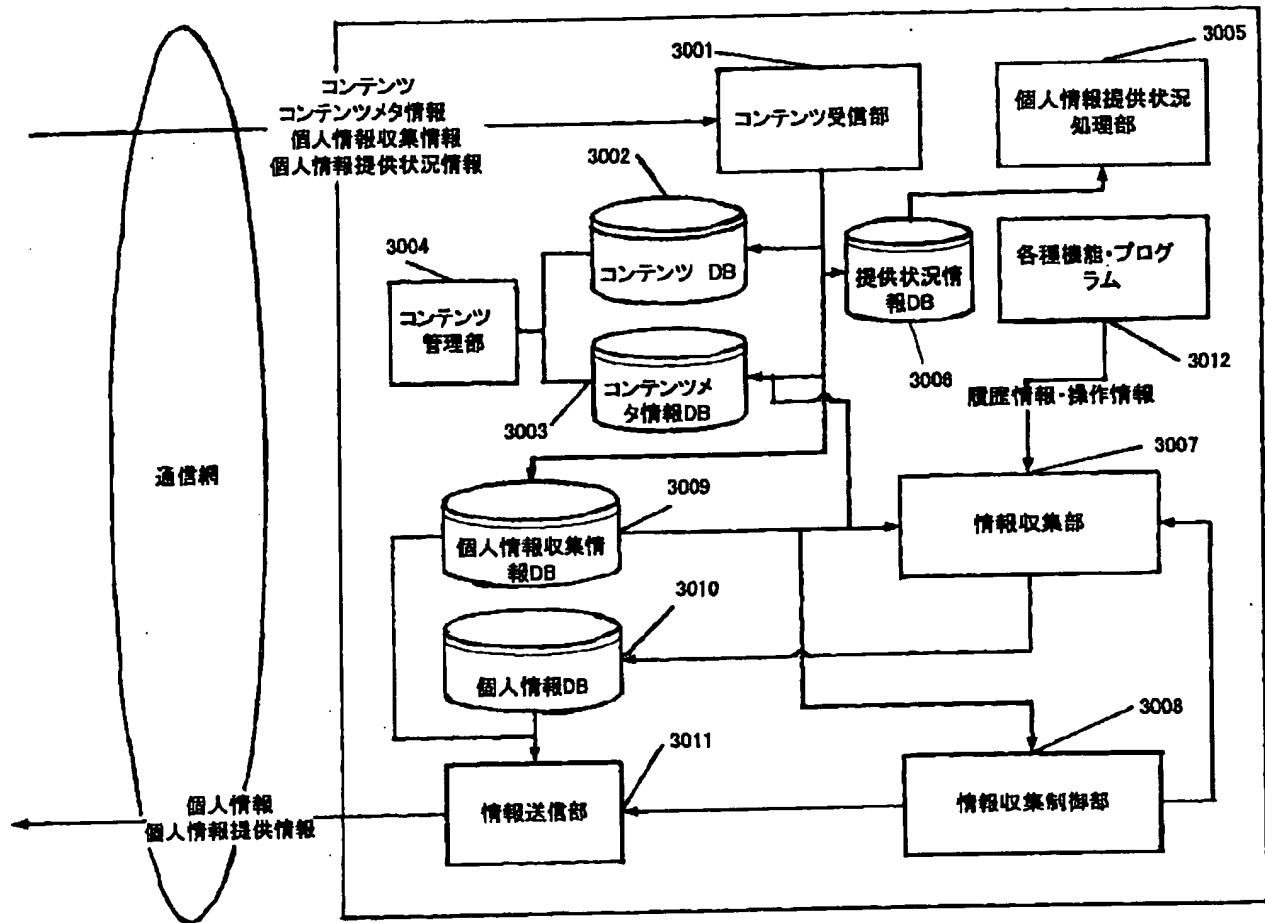 コンテンツ
コンテンツメタ情報
個人情報収集情報
個人情報提供状況情報
3001
コンテンツ受信部
3005
個人情報提供状況
処理部
3002
コンテンツ DB
3004
コンテンツ
管理部
提供状況情
報DB
3006
各種機能・プログ
ラム
3012
コンテンツメ
タ情報DB
3003
履歴情報・操作情報
通信網
3007
情報収集部
3009
個人情報収集情
報DB
3010
個人情報DB
3008
情報収集制御部
3011
情報送信部
個人情報
個人情報提供情報